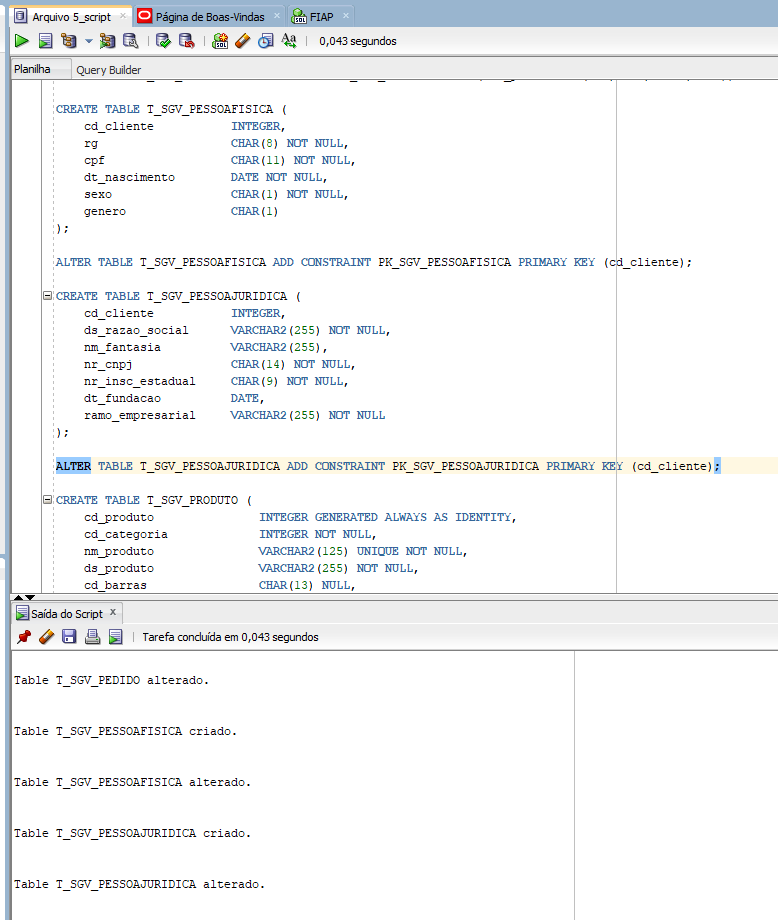 Arquivo 5_script
Página de Boas-Vindas
FIAP
0,043 segundos
Planilha
Query Builder
CREATE TABLE T_SGV_PESSOAFISICA (
cd_cliente INTEGER,
rg CHAR(8) NOT NULL,
cpf CHAR(11) NOT NULL,
dt_nascimento DATE NOT NULL,
sexo CHAR(1) NOT NULL,
genero CHAR(1)
);
ALTER TABLE T_SGV_PESSOAFISICA ADD CONSTRAINT PK_SGV_PESSOAFISICA PRIMARY KEY (cd_cliente);
CREATE TABLE T_SGV_PESSOAJURIDICA (
cd_cliente INTEGER,
ds_razao_social VARCHAR2(255) NOT NULL,
nm_fantasia VARCHAR2(255),
nr_cnpj CHAR(14) NOT NULL,
nr_insc_estadual CHAR(9) NOT NULL,
dt_fundacao DATE,
ramo_empresarial VARCHAR2(255) NOT NULL
);
ALTER TABLE T_SGV_PESSOAJURIDICA ADD CONSTRAINT PK_SGV_PESSOAJURIDICA PRIMARY KEY (cd_cliente);
CREATE TABLE T_SGV_PRODUTO (
cd_produto INTEGER GENERATED ALWAYS AS IDENTITY,
cd_categoria INTEGER NOT NULL,
nm_produto VARCHAR2(125) UNIQUE NOT NULL,
ds_produto VARCHAR2(255) NOT NULL,
cd_barras CHAR(13) NULL,
Saída do Script x
Tarefa concluída em 0,043 segundos
Table T_SGV_PEDIDO alterado.
Table T_SGV_PESSOAFISICA criado.
Table T_SGV_PESSOAFISICA alterado.
Table T_SGV_PESSOAJURIDICA criado.
Table T_SGV_PESSOAJURIDICA alterado.